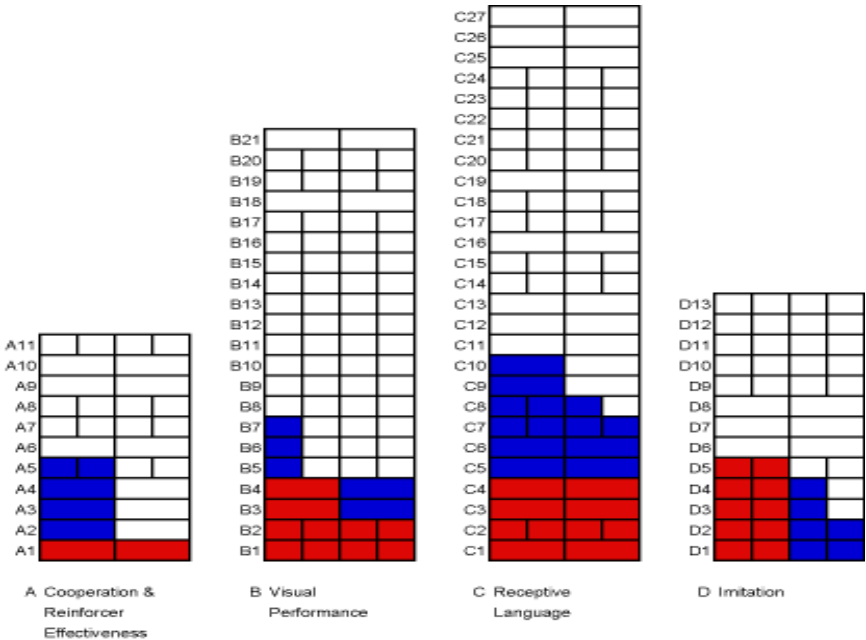 A11
A10
A9
A8
A7
A6
A5
A4
A3
A2
A1
A Cooperation &
Reinforcer
Effectiveness
B21
B20
B19
B18
B17
B16
B15
B14
B13
B12
B11
B10
B9
B8
B7
B6
B5
B4
B3
B2
B1
B Visual
Performance
C27
C26
C25
C24
C23
C22
C21
C20
C19
C18
C17
C16
C15
C14
C13
C12
C11
C10
C9
C8
C7
C6
C5
C4
C3
C2
C1
C Receptive
Language
D13
D12
D11
D10
D9
D8
D7
D6
D5
D4
D3
D2
D1
D Imitation